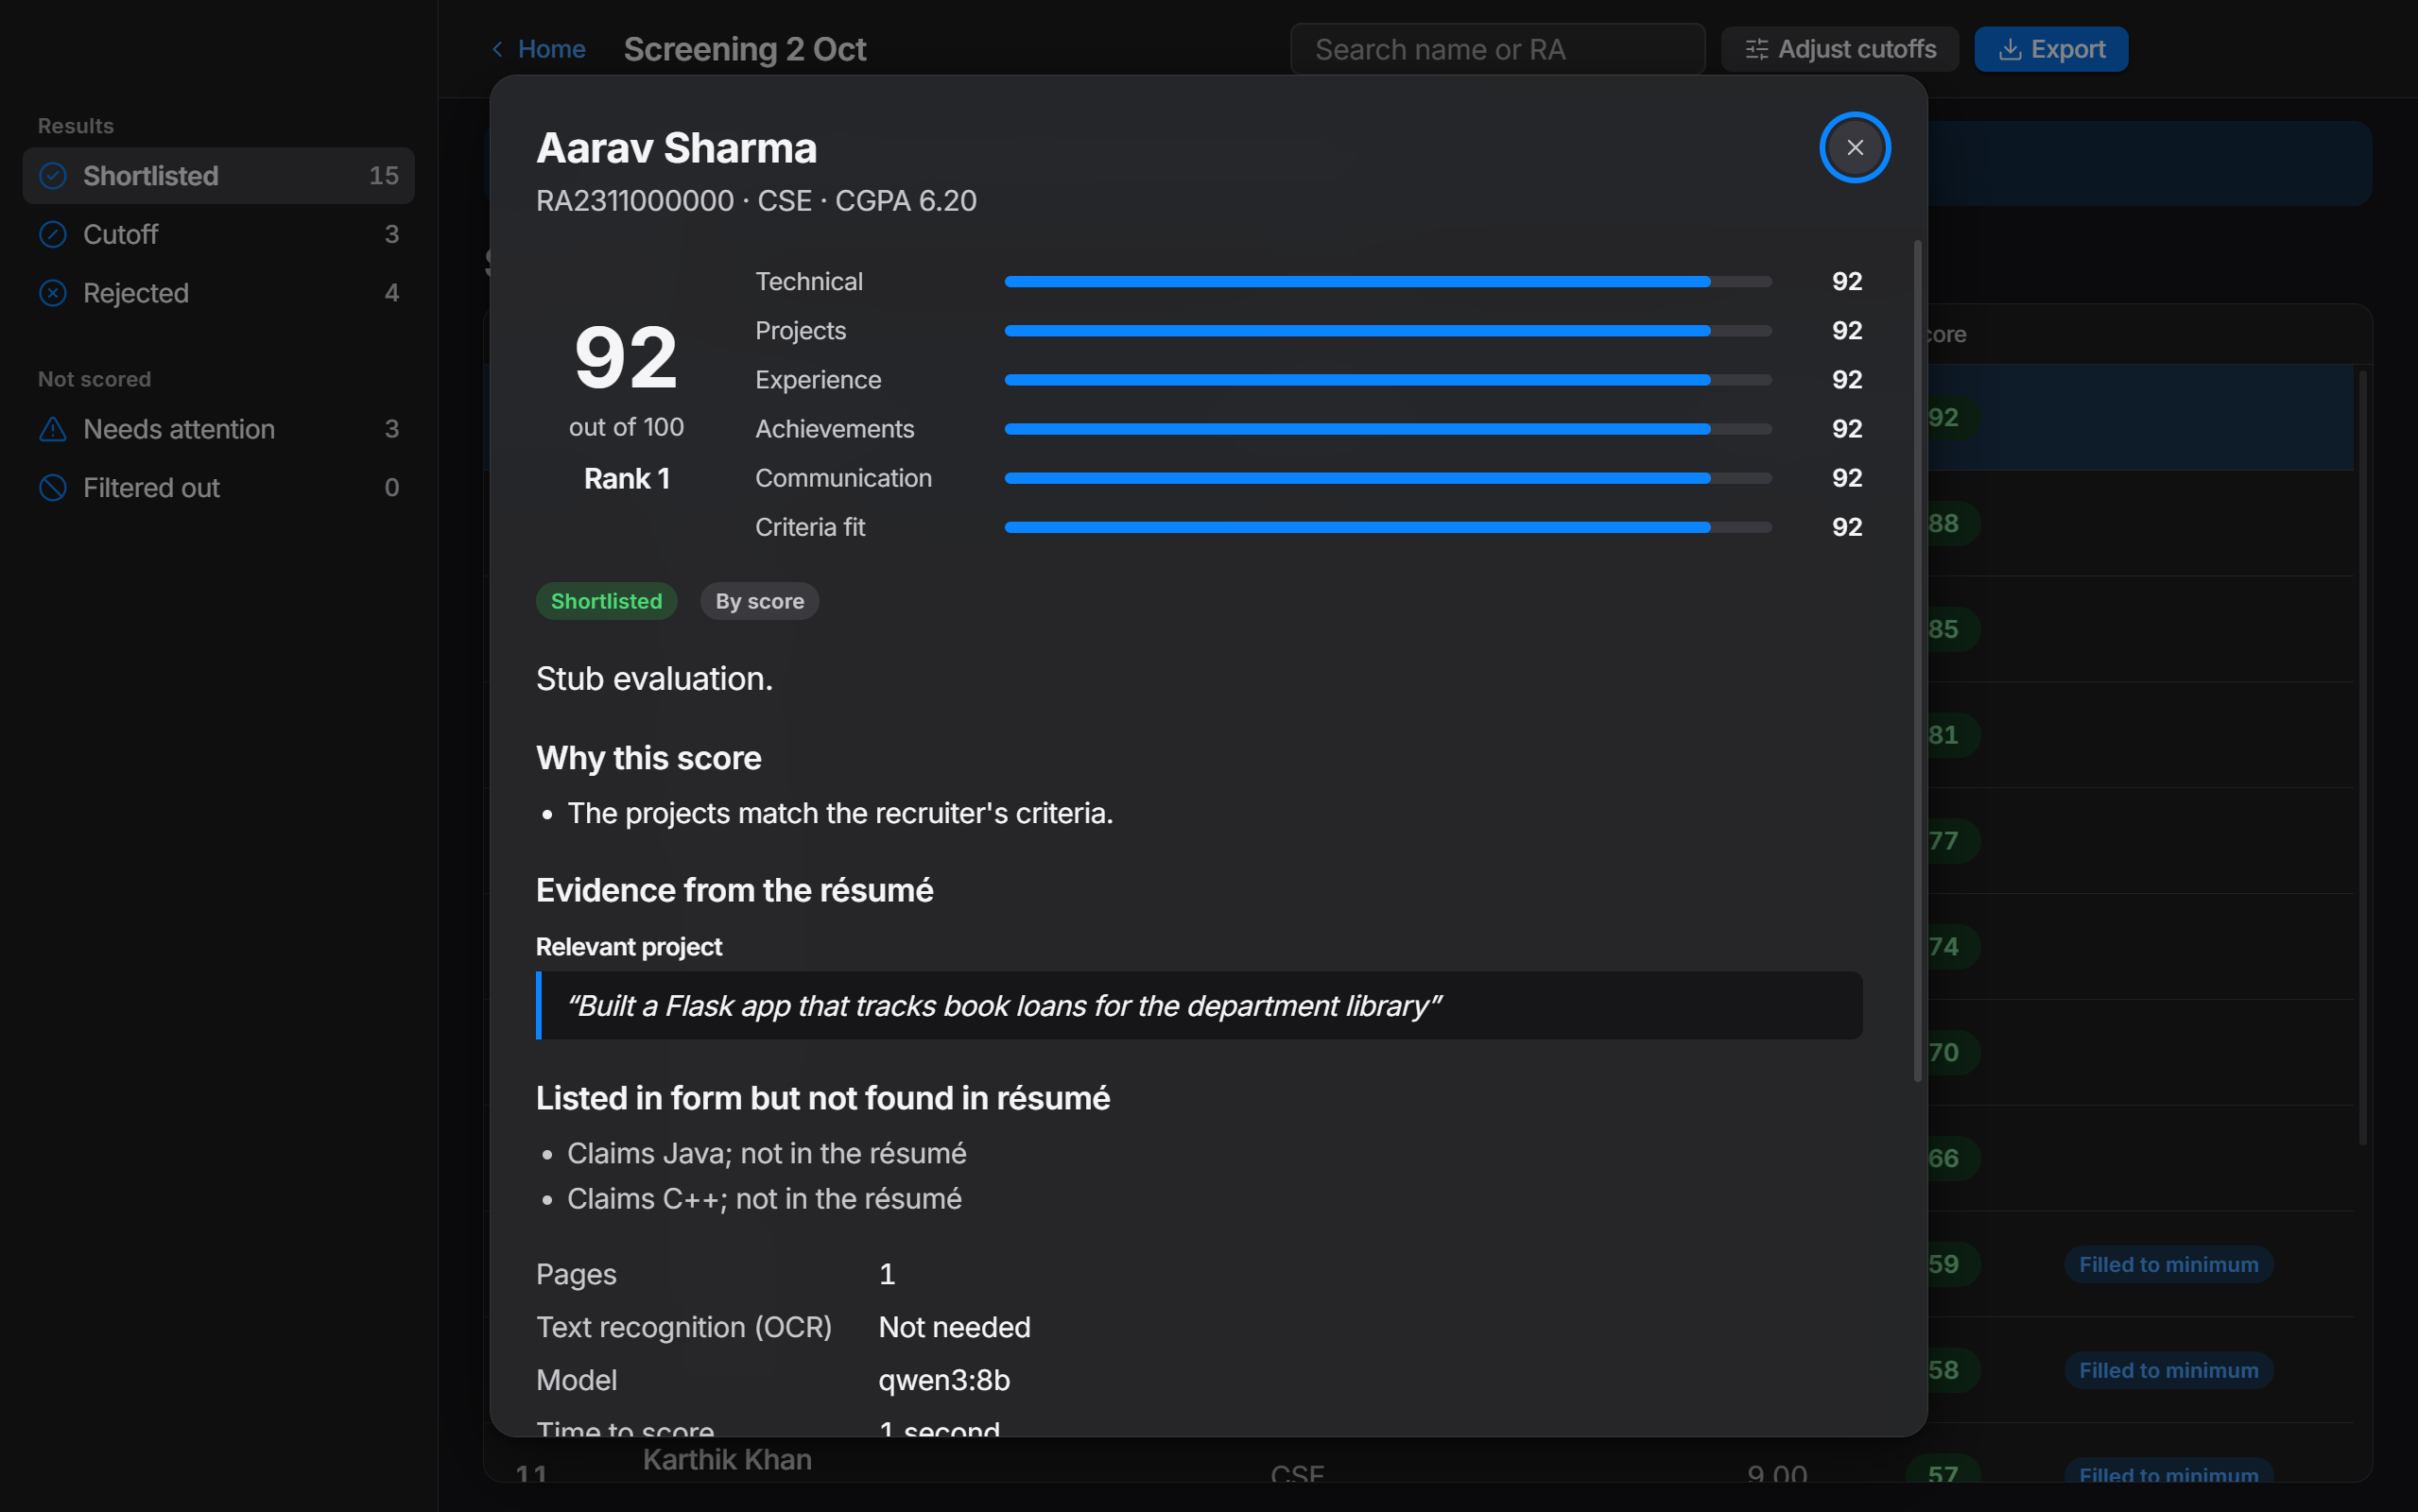 Home
Screening 2 Oct
Search name or RA
Adjust cutoffs
Export
Results
Shortlisted 15
Cutoff 3
Rejected 4
Not scored
Needs attention 3
Filtered out 0
Aarav Sharma
RA2311000000 · CSE · CGPA 6.20
92
out of 100
Rank 1
Technical 92
Projects 92
Experience 92
Achievements 92
Communication 92
Criteria fit 92
Shortlisted
By score
Stub evaluation.
Why this score
• The projects match the recruiter's criteria.
Evidence from the résumé
Relevant project
“Built a Flask app that tracks book loans for the department library”
Listed in form but not found in résumé
• Claims Java; not in the résumé
• Claims C++; not in the résumé
Pages 1
Text recognition (OCR) Not needed
Model qwen3:8b
Time to score 1 second
92
88
85
81
77
74
70
66
59 Filled to minimum
58 Filled to minimum
11 Karthik Khan CSE 9.00 57 Filled to minimum